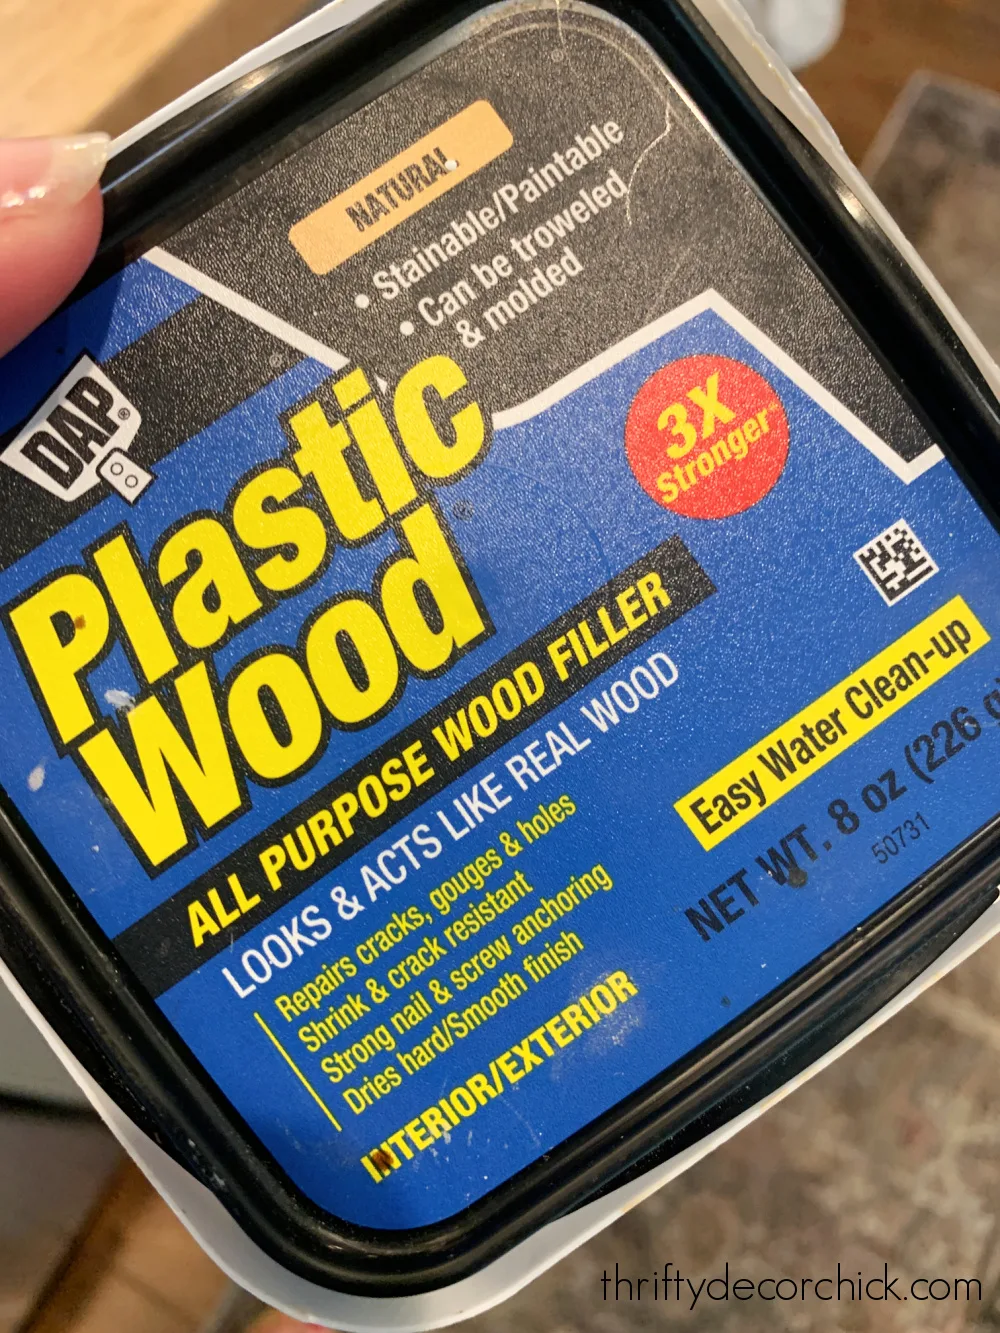 NATURAL
• Stainable/Paintable
• Can be troweled
& molded
DAP®
Plastic
Wood®
3X
Stronger*
ALL PURPOSE WOOD FILLER
LOOKS & ACTS LIKE REAL WOOD
Repairs cracks, gouges & holes
Shrink & crack resistant
Strong nail & screw anchoring
Dries hard/Smooth finish
INTERIOR/EXTERIOR
Easy Water Clean-up
NET WT. 8 oz (226 g)
50731
thriftydecorchick.com